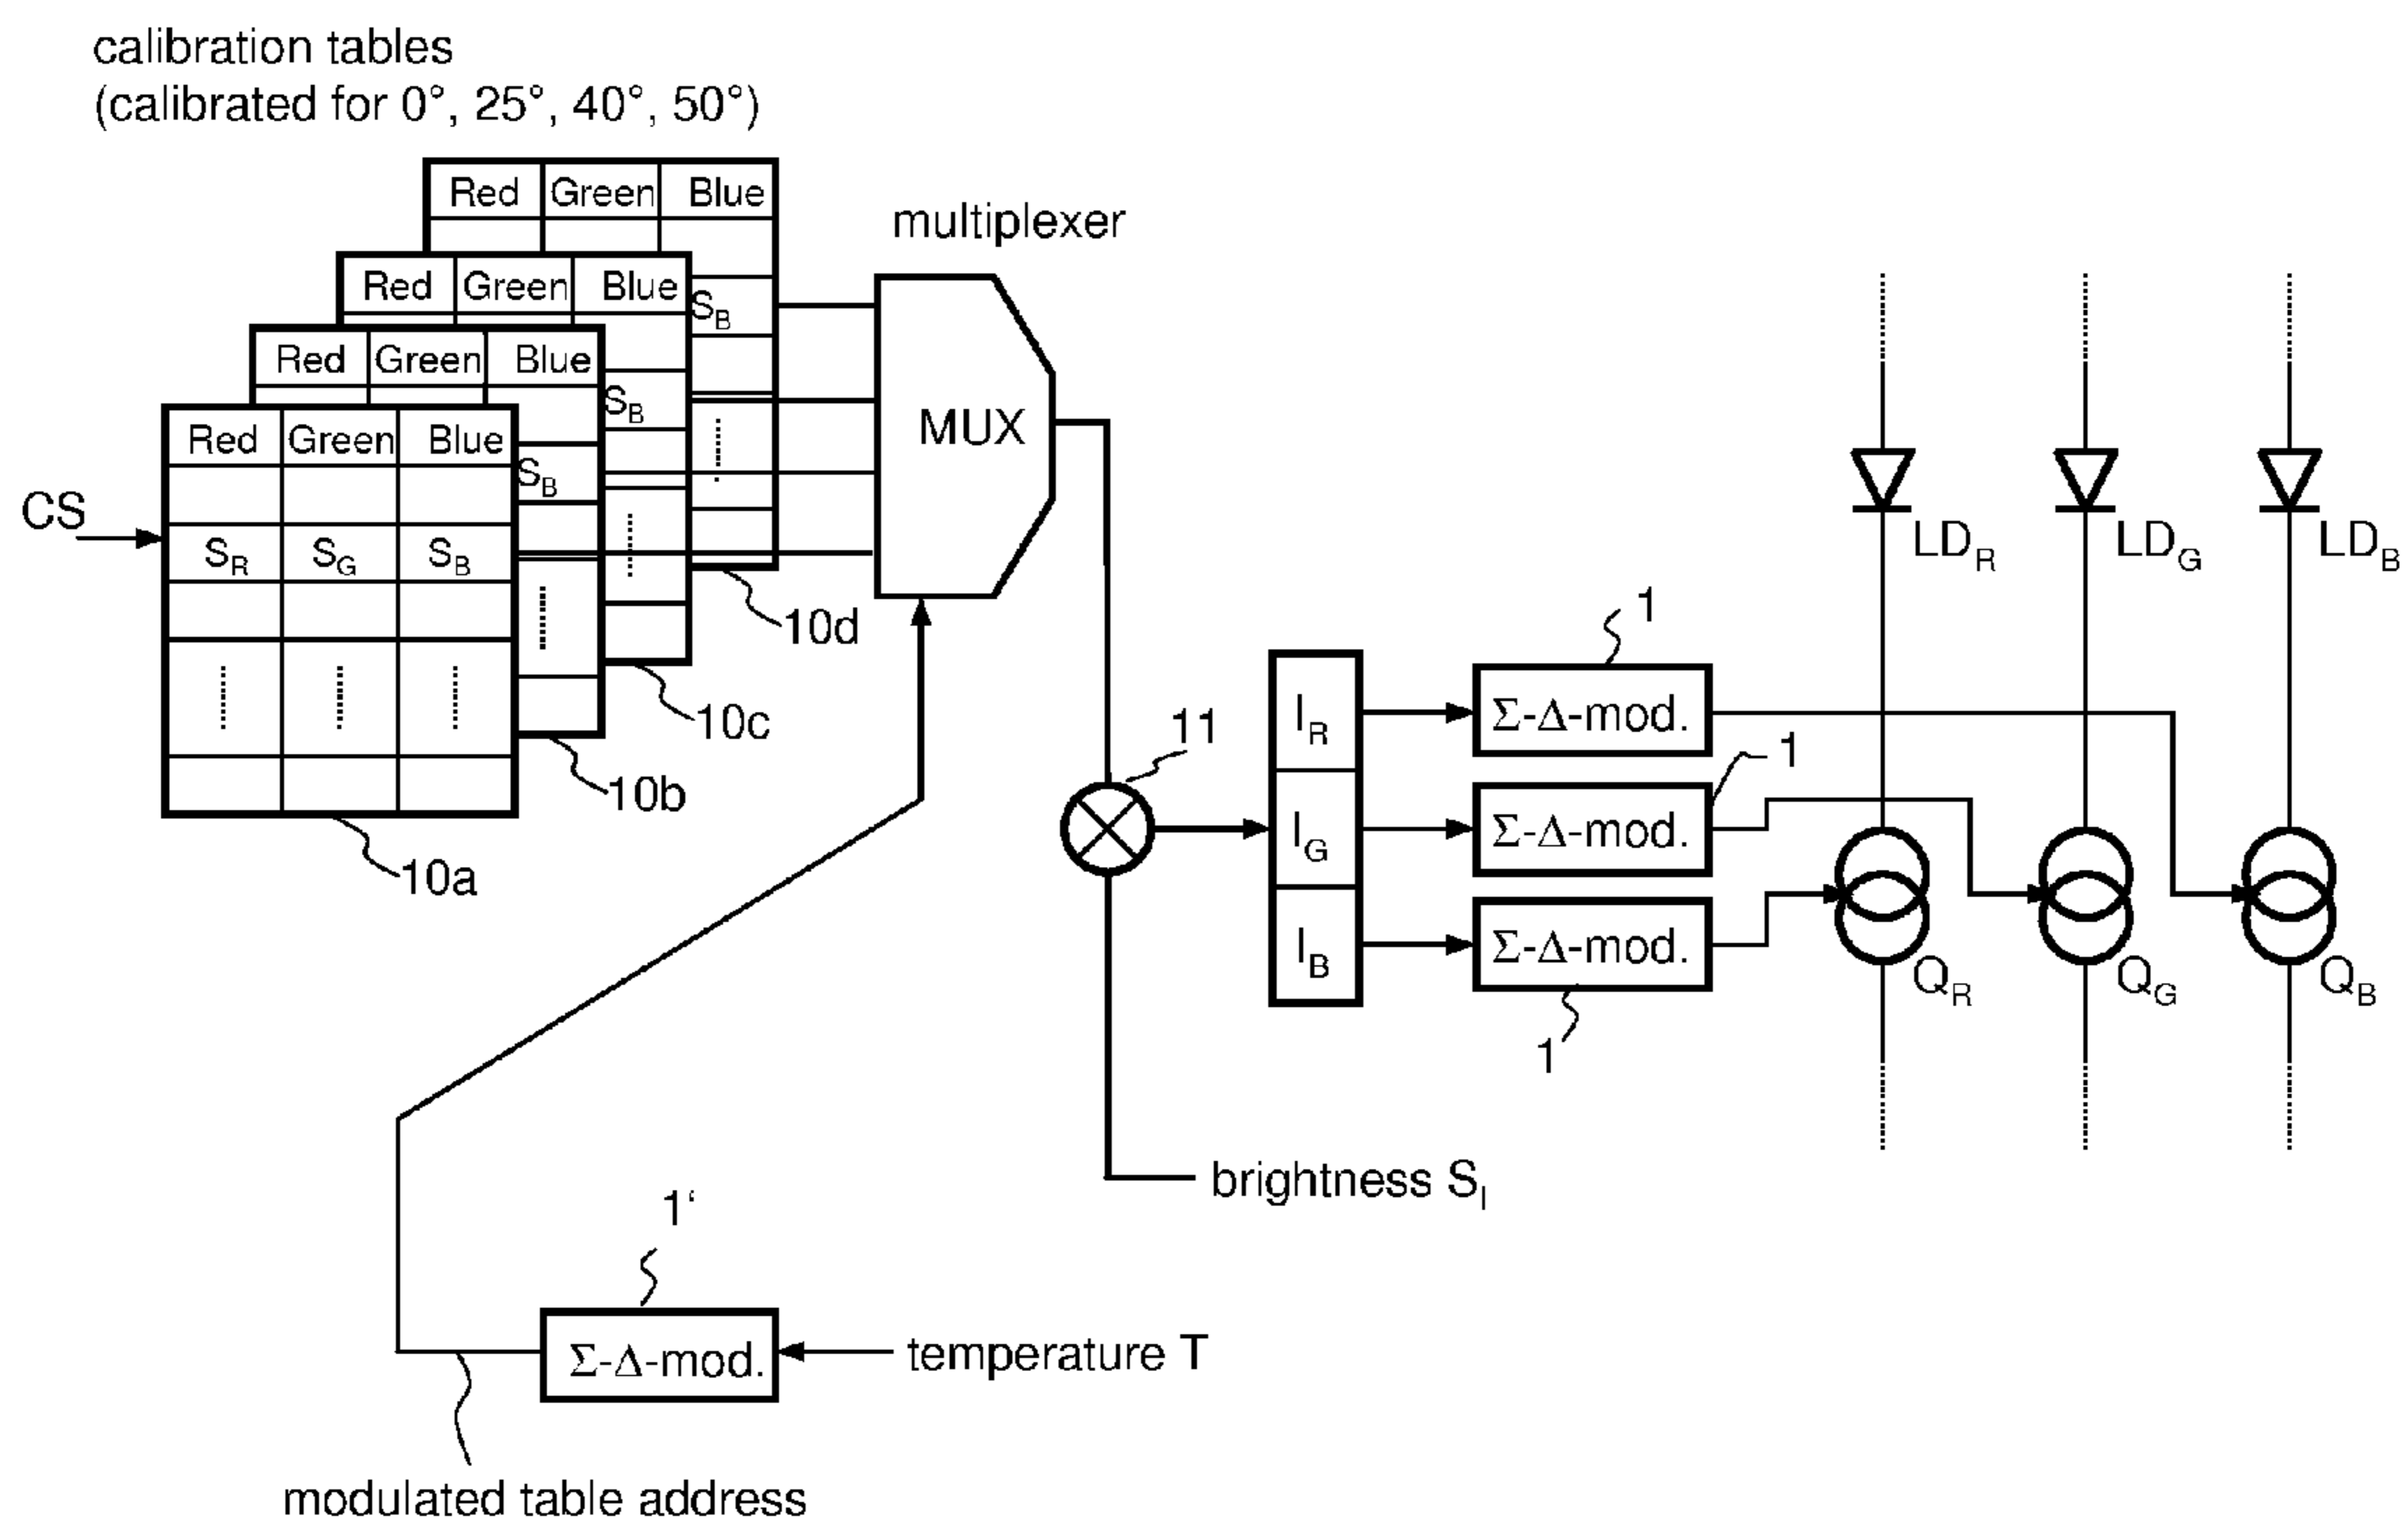 calibration tables
(calibrated for 0°, 25°, 40°, 50°)
Red Green Blue
S_B
Red Green Blue
S_B
Red Green Blue
S_B
Red Green Blue
CS
S_R S_G S_B
10a
10b
10c
10d
multiplexer
MUX
11
I_R
I_G
I_B
1
Σ-Δ-mod.
1
Σ-Δ-mod.
Σ-Δ-mod.
1
LD_R
LD_G
LD_B
Q_R
Q_G
Q_B
brightness S_I
1‘
Σ-Δ-mod.
temperature T
modulated table address